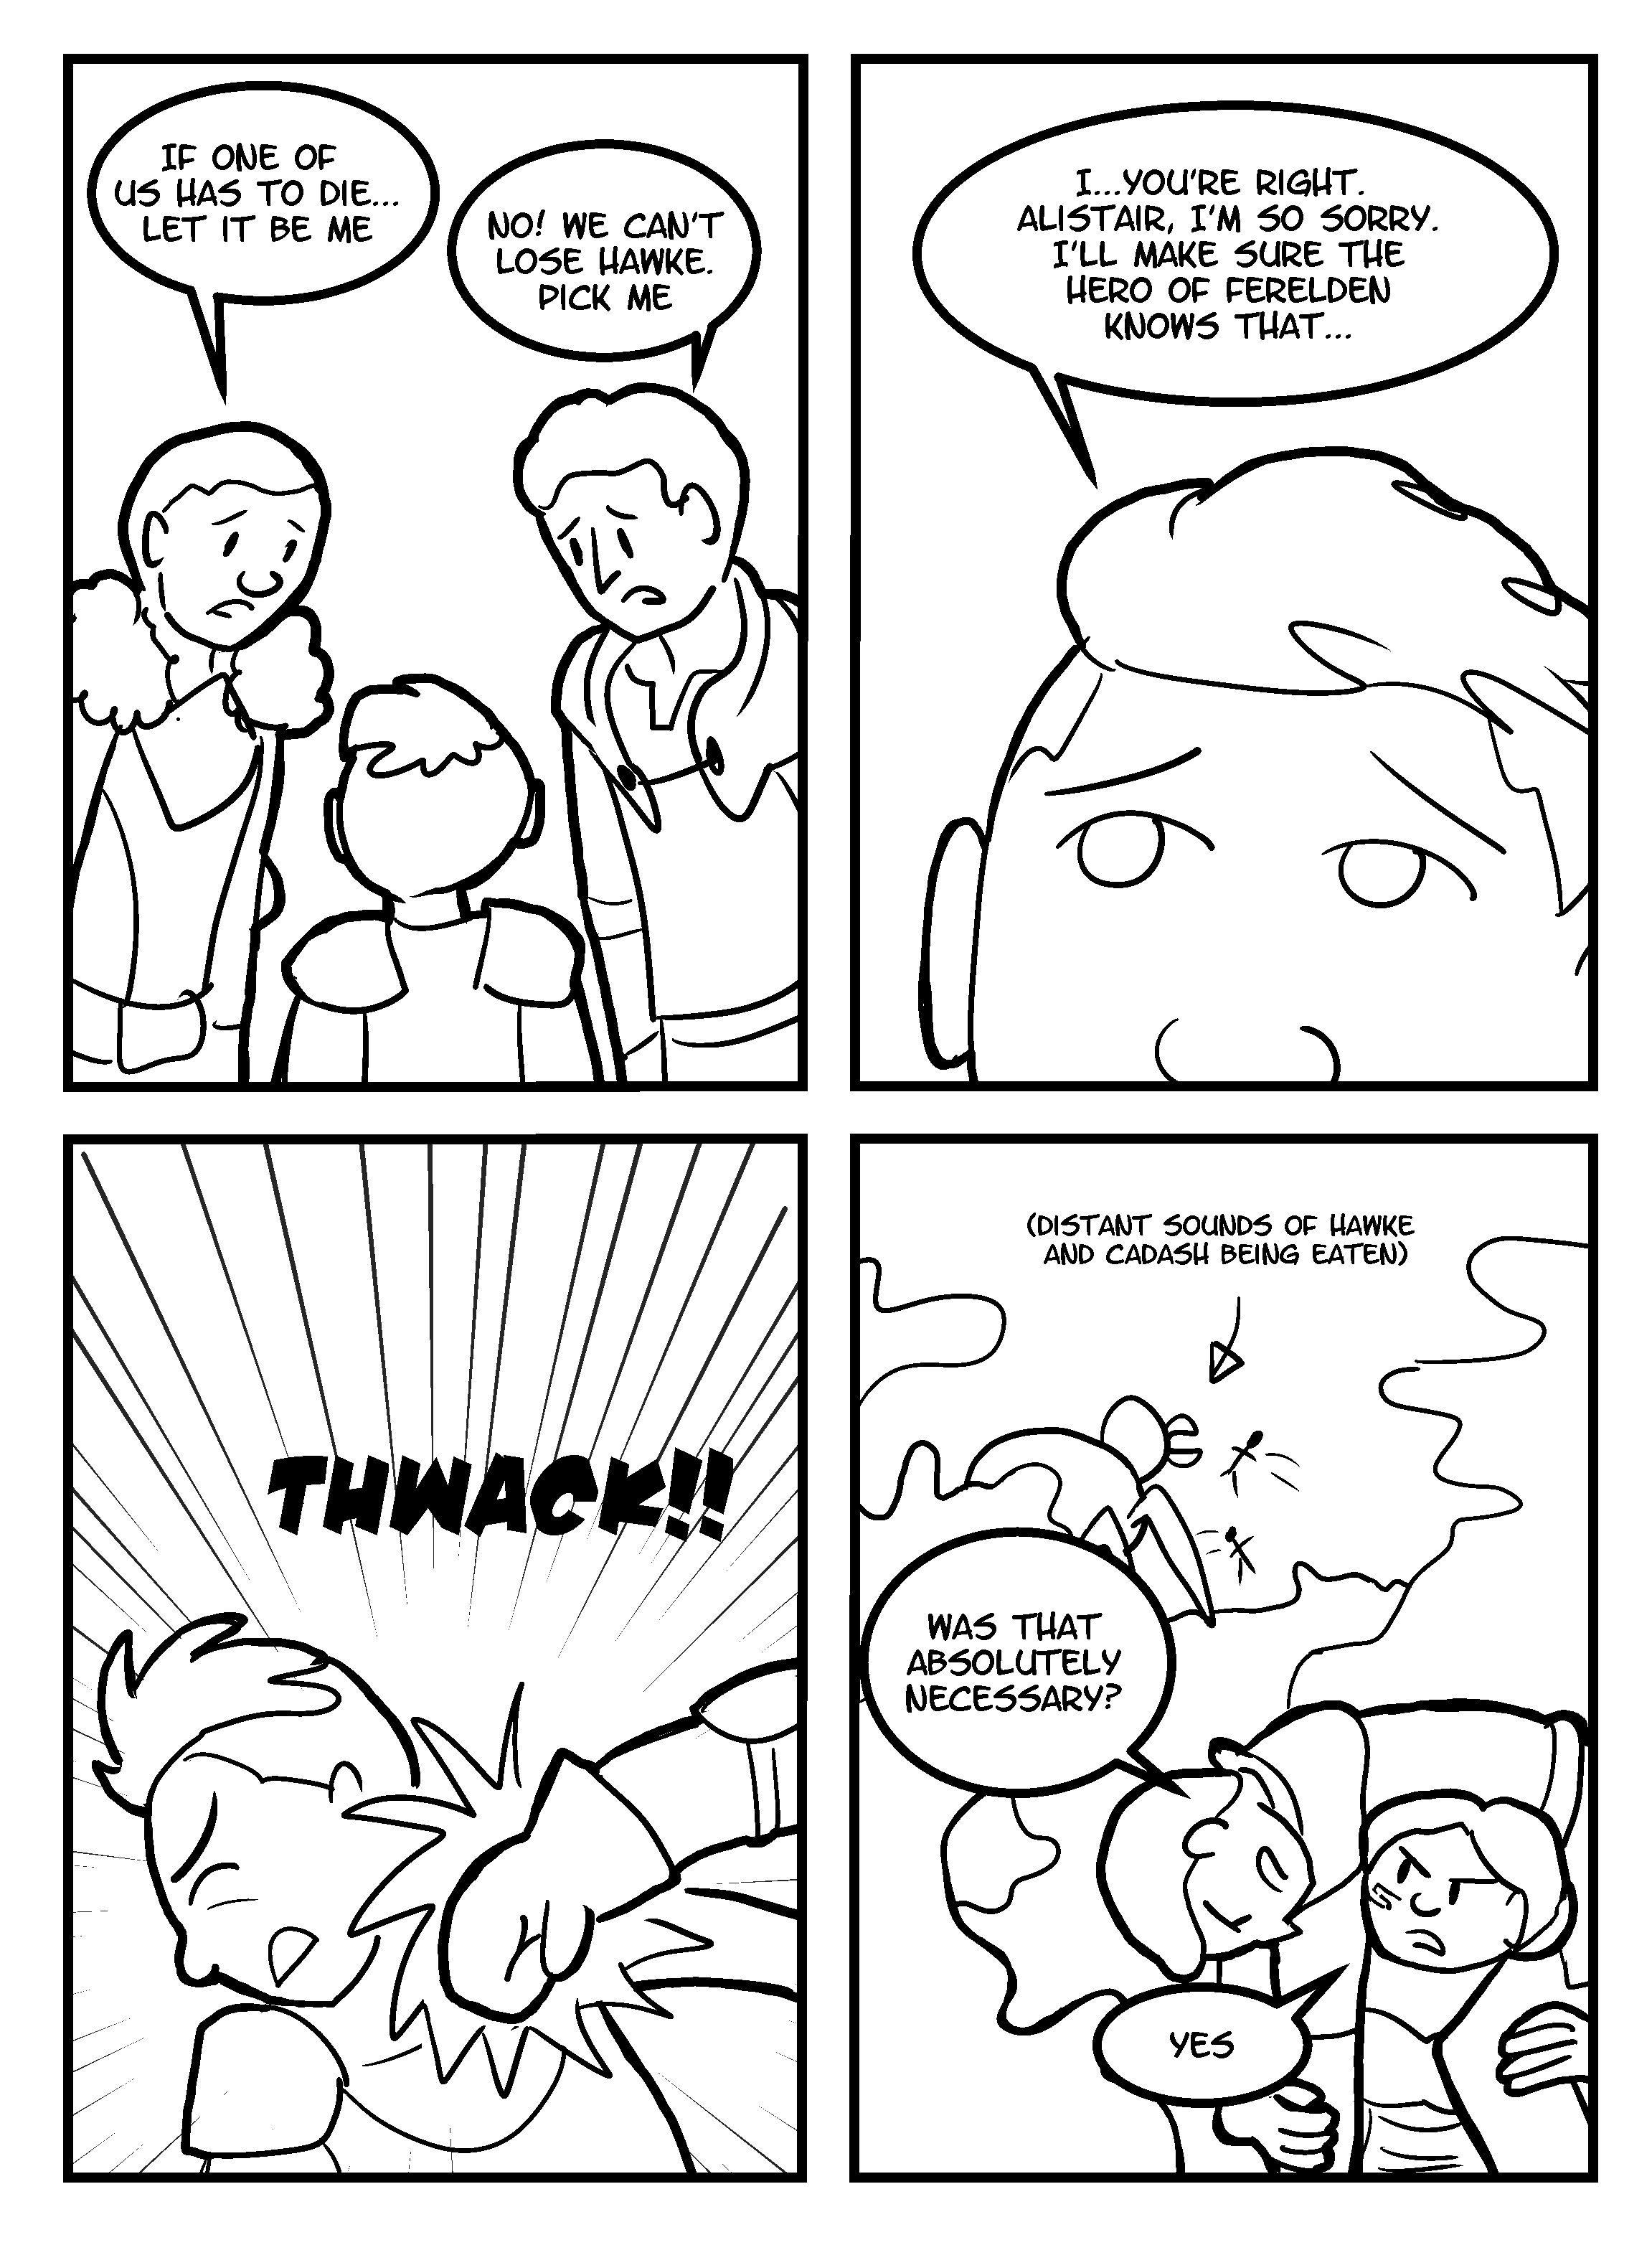 IF ONE OF
US HAS TO DIE...
LET IT BE ME
NO! WE CAN'T
LOSE HAWKE.
PICK ME
I...YOU'RE RIGHT.
ALISTAIR, I'M SO SORRY.
I'LL MAKE SURE THE
HERO OF FERELDEN
KNOWS THAT...
THWACK!!
(DISTANT SOUNDS OF HAWKE
AND CADASH BEING EATEN)
WAS THAT
ABSOLUTELY
NECESSARY?
YES